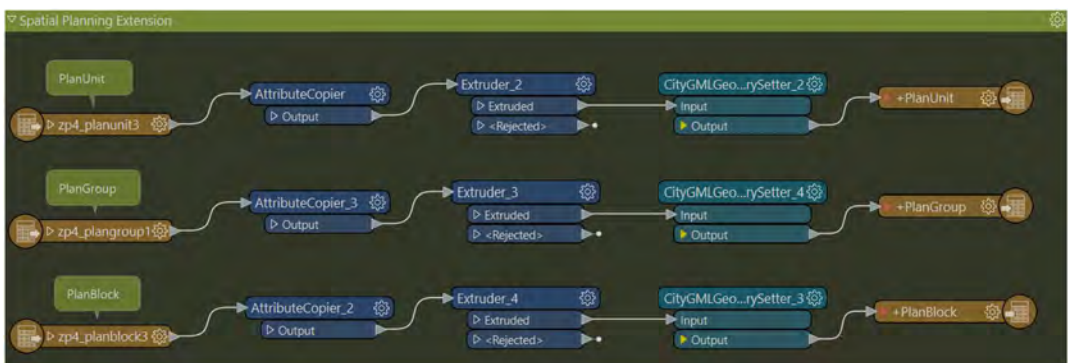 Spatial Planning Extension
PlanUnit
zp4_planunit3
AttributeCopier
Output
Extruder_2
Extruded
<Rejected>
CityGMLGeo...rySetter_2
Input
Output
+PlanUnit
PlanGroup
zp4_plangroup1
AttributeCopier_3
Output
Extruder_3
Extruded
<Rejected>
CityGMLGeo...rySetter_4
Input
Output
+PlanGroup
PlanBlock
zp4_planblock3
AttributeCopier_2
Output
Extruder_4
Extruded
<Rejected>
CityGMLGeo...rySetter_3
Input
Output
+PlanBlock